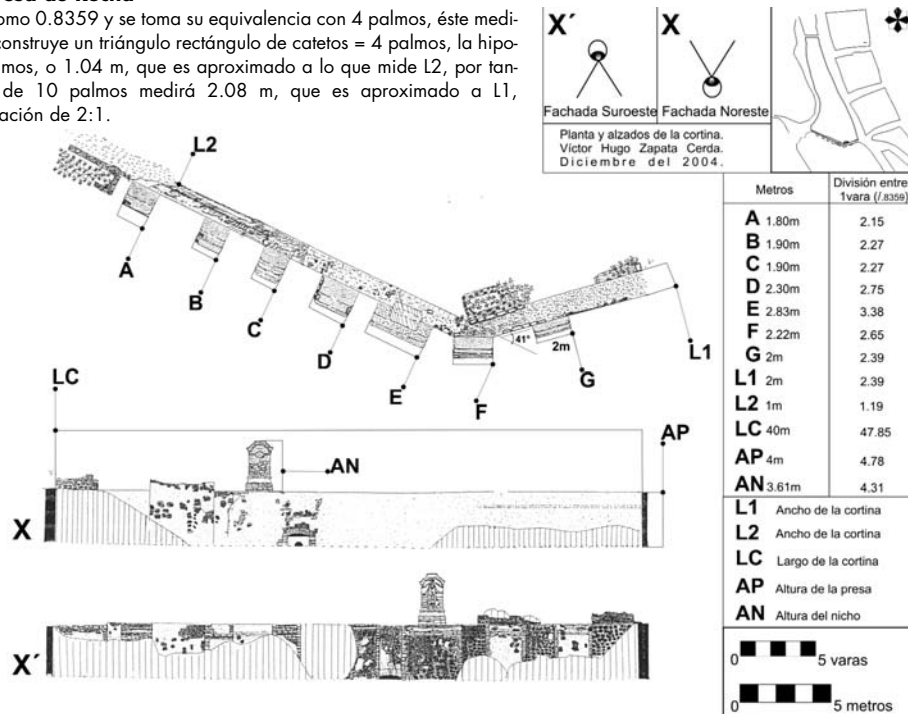 omo 0.8359 y se toma su equivalencia con 4 palmos, éste medi-
construye un triángulo rectángulo de catetos = 4 palmos, la hipo-
mos, o 1.04 m, que es aproximado a lo que mide L2, por tan-
de 10 palmos medirá 2.08 m, que es aproximado a L1,
ación de 2:1.
X´ X
Fachada Suroeste Fachada Noreste
Planta y alzados de la cortina.
Víctor Hugo Zapata Cerda.
Diciembre del 2004.
L2
A
B
C
D
E
F
G
41°
2m
L1
LC
AN
AP
X
X´
Metros División entre
1vara (/.8359)
A 1.80m 2.15
B 1.90m 2.27
C 1.90m 2.27
D 2.30m 2.75
E 2.83m 3.38
F 2.22m 2.65
G 2m 2.39
L1 2m 2.39
L2 1m 1.19
LC 40m 47.85
AP 4m 4.78
AN 3.61m 4.31
L1 Ancho de la cortina
L2 Ancho de la cortina
LC Largo de la cortina
AP Altura de la presa
AN Altura del nicho
0 5 varas
0 5 metros